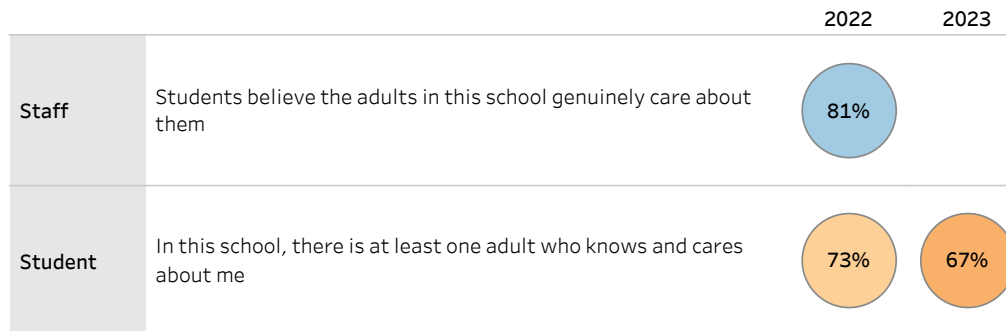 2022 2023
Staff
Students believe the adults in this school genuinely care about
them
81%
Student
In this school, there is at least one adult who knows and cares
about me
73% 67%